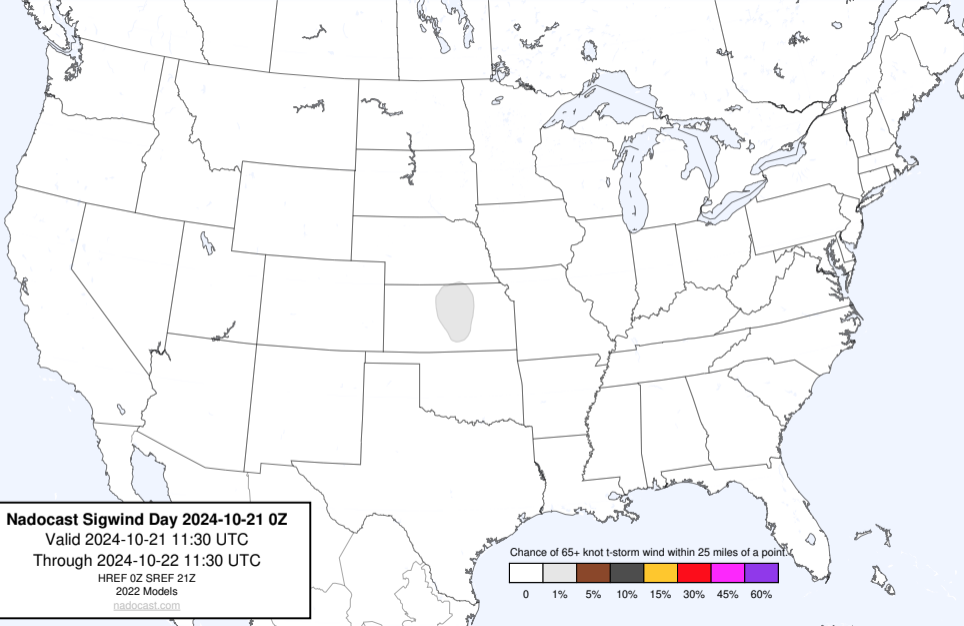 Nadocast Sigwind Day 2024-10-21 0Z
Valid 2024-10-21 11:30 UTC
Through 2024-10-22 11:30 UTC
HREF 0Z SREF 21Z
2022 Models
nadocast.com
Chance of 65+ knot t-storm wind within 25 miles of a point.
0 1% 5% 10% 15% 30% 45% 60%